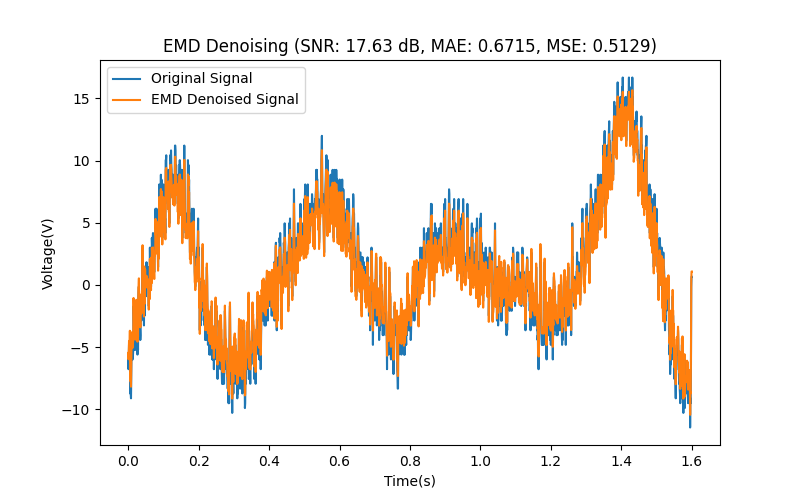 EMD Denoising (SNR: 17.63 dB, MAE: 0.6715, MSE: 0.5129)
Original Signal
EMD Denoised Signal
Voltage(V)
15
10
5
0
−5
−10
0.0 0.2 0.4 0.6 0.8 1.0 1.2 1.4 1.6
Time(s)